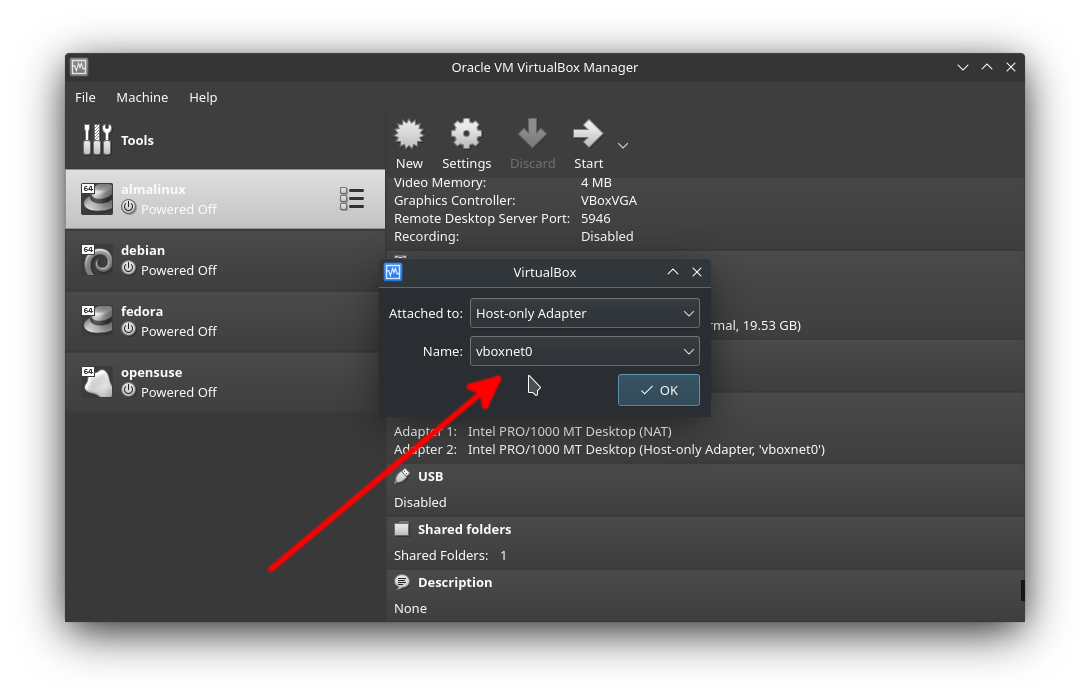 Oracle VM VirtualBox Manager
File Machine Help
Tools
New Settings Discard Start
64 almalinux
Powered Off
64 debian
Powered Off
64 fedora
Powered Off
64 opensuse
Powered Off
Video Memory: 4 MB
Graphics Controller: VBoxVGA
Remote Desktop Server Port: 5946
Recording: Disabled
VirtualBox
Attached to: Host-only Adapter
Name: vboxnet0
OK
rmal, 19.53 GB)
Adapter 1: Intel PRO/1000 MT Desktop (NAT)
Adapter 2: Intel PRO/1000 MT Desktop (Host-only Adapter, 'vboxnet0')
USB
Disabled
Shared folders
Shared Folders: 1
Description
None